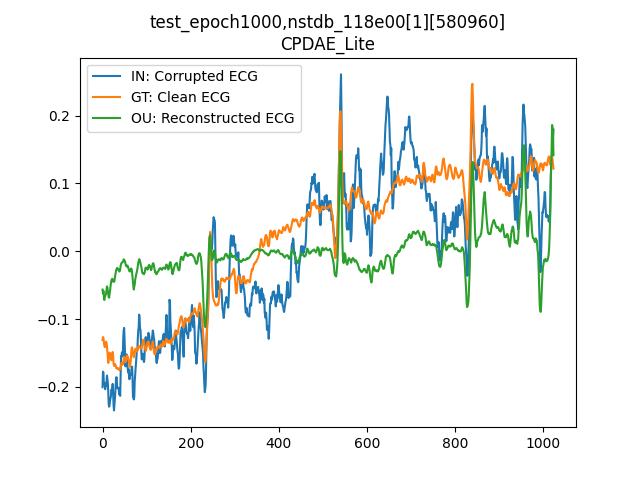 test_epoch1000,nstdb_118e00[1][580960]
CPDAE_Lite
IN: Corrupted ECG
GT: Clean ECG
OU: Reconstructed ECG
0.2
0.1
0.0
−0.1
−0.2
0 200 400 600 800 1000